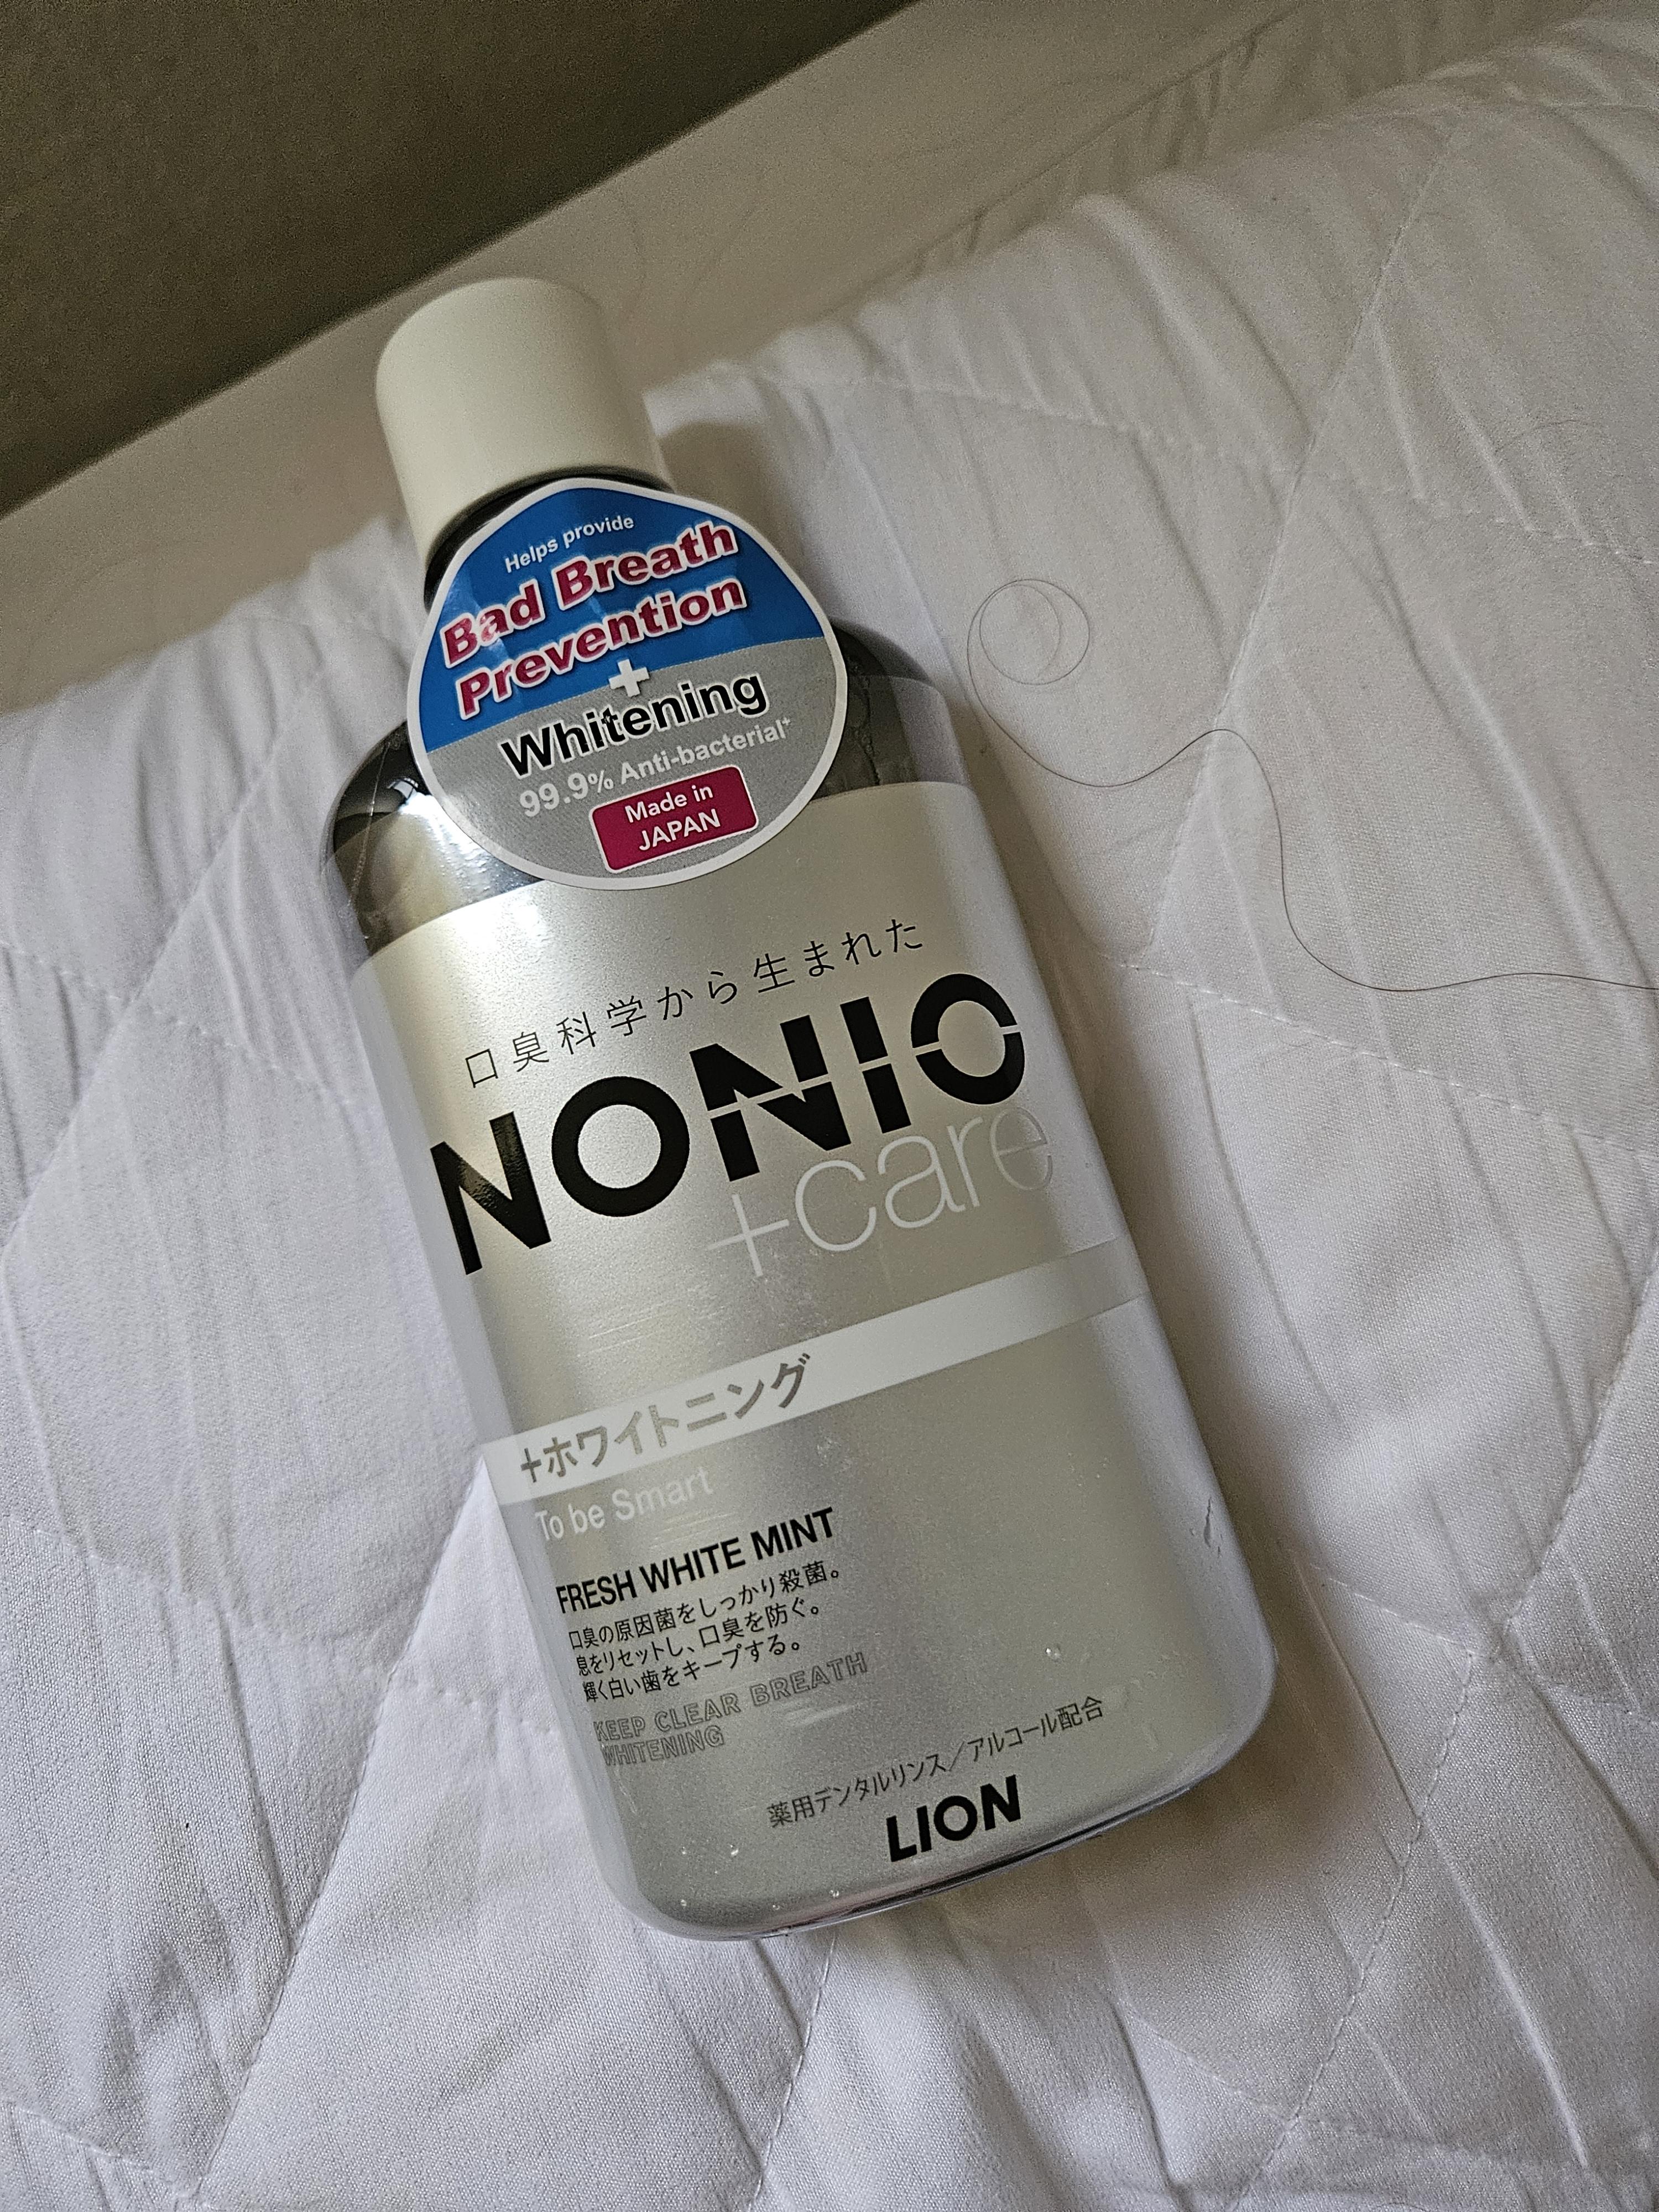 Helps provide
Bad Breath
Prevention
+
Whitening
99.9% Anti-bacterial+
Made in
JAPAN
口臭科学から生まれた
NONIO
+care
+ホワイトニング
To be Smart
FRESH WHITE MINT
口臭の原因菌をしっかり殺菌。
息をリセットし、口臭を防ぐ。
輝く白い歯をキープする。
KEEP CLEAR BREATH
WHITENING
薬用デンタルリンス/アルコール配合
LION